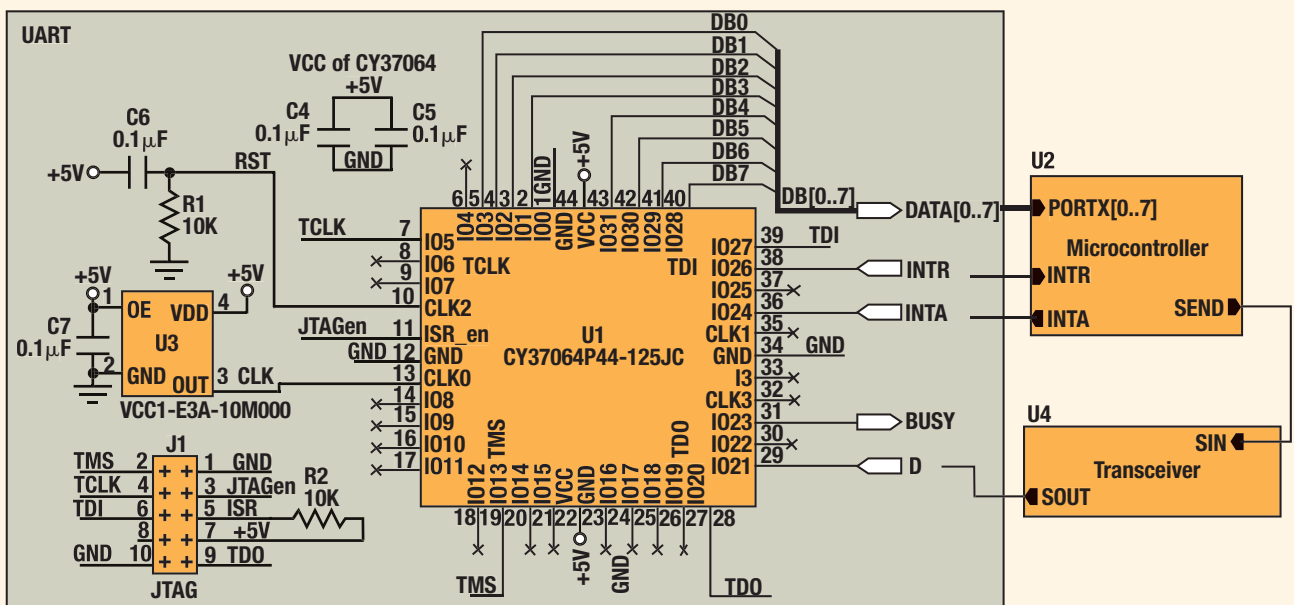 UART
VCC of CY37064
+5V
C4
0.1µF
C5
0.1µF
GND
C6
0.1µF
+5V
RST
R1
10K
DB0
DB1
DB2
DB3
DB4
DB5
DB6
DB7
DB[0..7]
DATA[0..7]
6 5 4 3 2 1 GND 44 43 42 41 40
+5V
IO4 IO3 IO2 IO1 IO0 GND VCC IO31 IO30 IO29 IO28
TCLK 7 IO5
8 IO6
9 IO7
10 CLK2
JTAGen 11 ISR_en
GND 12 GND
13 CLK0
14 IO8
15 IO9
16 IO10
17 IO11
TCLK
TDI
U1
CY37064P44-125JC
IO27 39 TDI
IO26 38 INTR
IO25 37
IO24 36 INTA
CLK1 35
GND 34 GND
I3 33
CLK3 32
IO23 31 BUSY
IO22 30
IO21 29 D
IO12 IO13 TMS IO14 IO15 VCC GND IO16 IO17 IO18 IO19 TDO IO20
18 19 20 21 22 23 24 25 26 27 28
TMS
+5V
GND
TDO
+5V
+5V
1 OE
VDD 4
C7
0.1µF
U3
2 GND
OUT 3 CLK
VCC1-E3A-10M000
J1
TMS 2 1 GND
TCLK 4 3 JTAGen
TDI 6 5 ISR
8 7 +5V
GND 10 9 TDO
R2
10K
JTAG
U2
PORTX[0..7]
Microcontroller
INTR
SEND
INTA
U4
SIN
Transceiver
SOUT